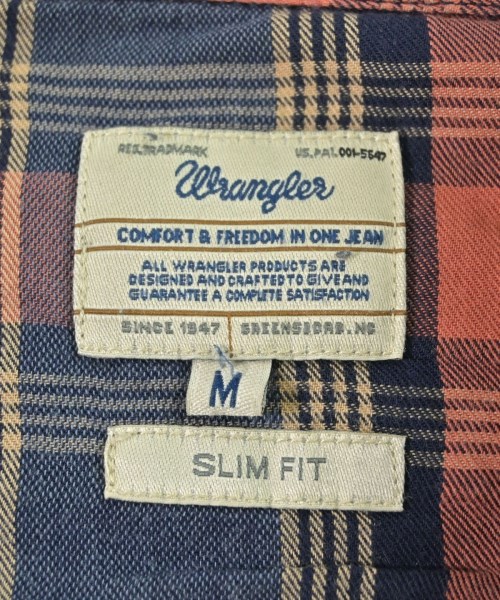 REG. TRADMARK US. PAT. 001-5547
Wrangler
COMFORT & FREEDOM IN ONE JEAN
ALL WRANGLER PRODUCTS ARE
DESIGNED AND CRAFTED TO GIVE AND
GUARANTEE A COMPLETE SATISFACTION
SINCE 1947 GREENSBORO, NC
M
SLIM FIT